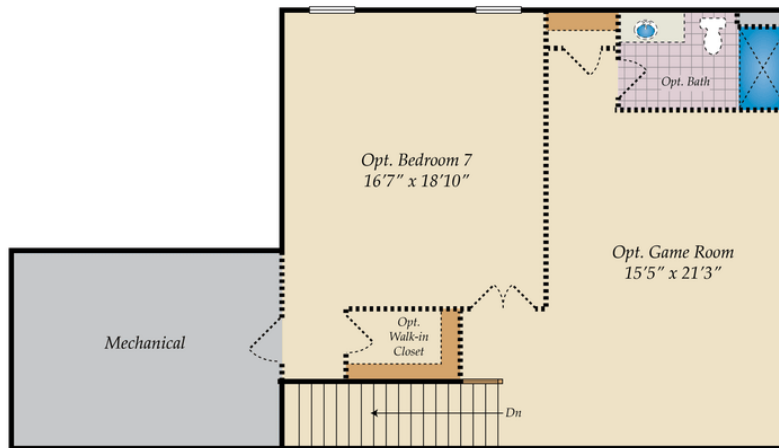 Opt. Bath
Opt. Bedroom 7
16’7” x 18’10”
Opt. Game Room
15’5” x 21’3”
Mechanical
Opt.
Walk-in
Closet
Dn